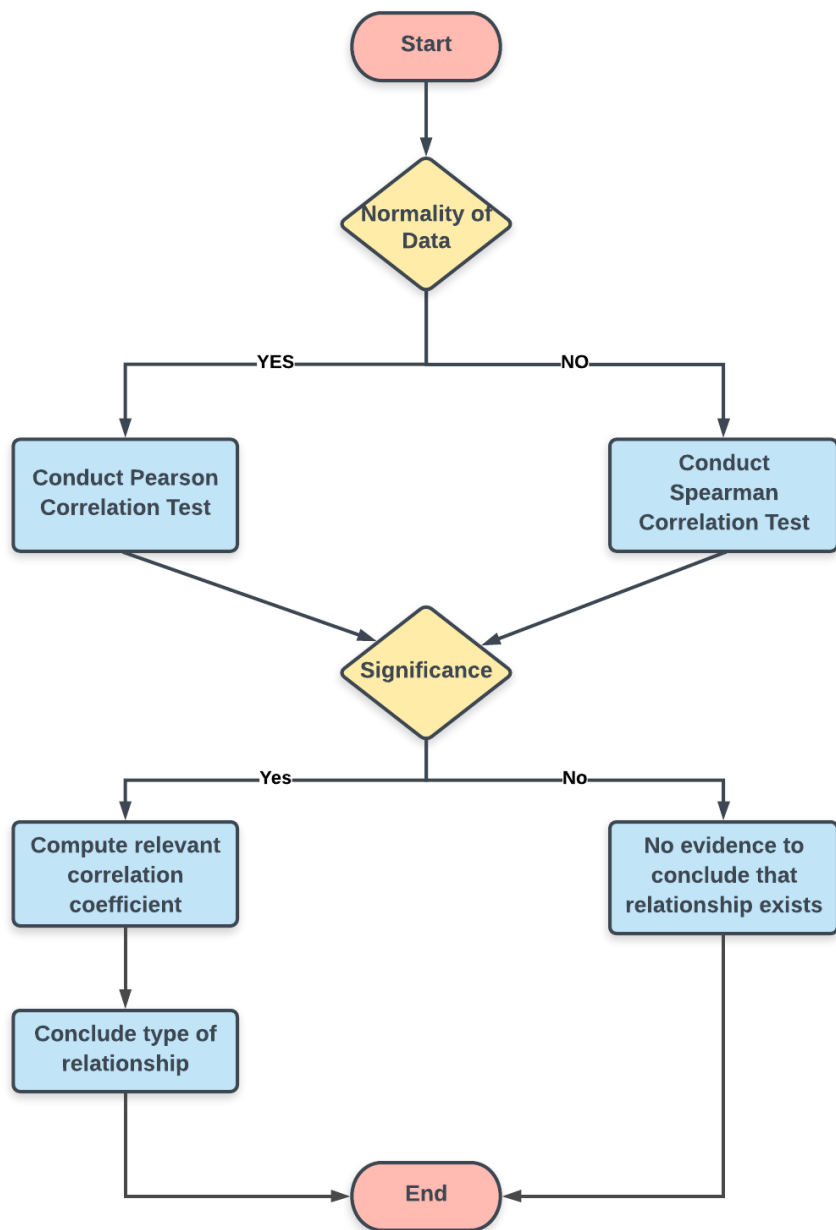 Start
Normality of
Data
YES
NO
Conduct Pearson
Correlation Test
Conduct
Spearman
Correlation Test
Significance
Yes
No
Compute relevant
correlation
coefficient
No evidence to
conclude that
relationship exists
Conclude type of
relationship
End